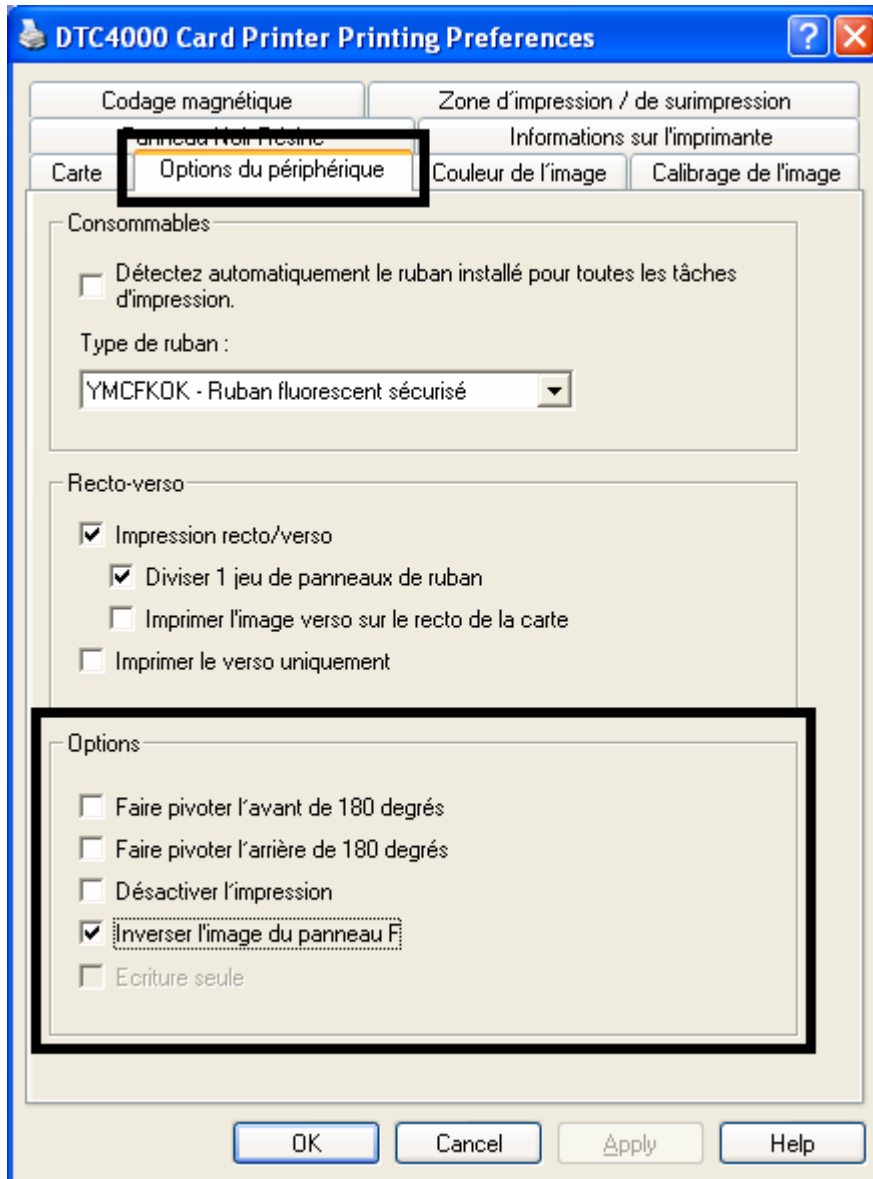 DTC4000 Card Printer Printing Preferences
Codage magnétique
Zone d´impression / de surimpression
Panneau Noir Résine
Informations sur l'imprimante
Carte
Options du périphérique
Couleur de l´image
Calibrage de l'image
Consommables
Détectez automatiquement le ruban installé pour toutes les tâches
d'impression.
Type de ruban :
YMCFKOK - Ruban fluorescent sécurisé
Recto-verso
Impression recto/verso
Diviser 1 jeu de panneaux de ruban
Imprimer l'image verso sur le recto de la carte
Imprimer le verso uniquement
Options
Faire pivoter l´avant de 180 degrés
Faire pivoter l´arrière de 180 degrés
Désactiver l´impression
Inverser l'image du panneau F
Ecriture seule
OK
Cancel
Apply
Help